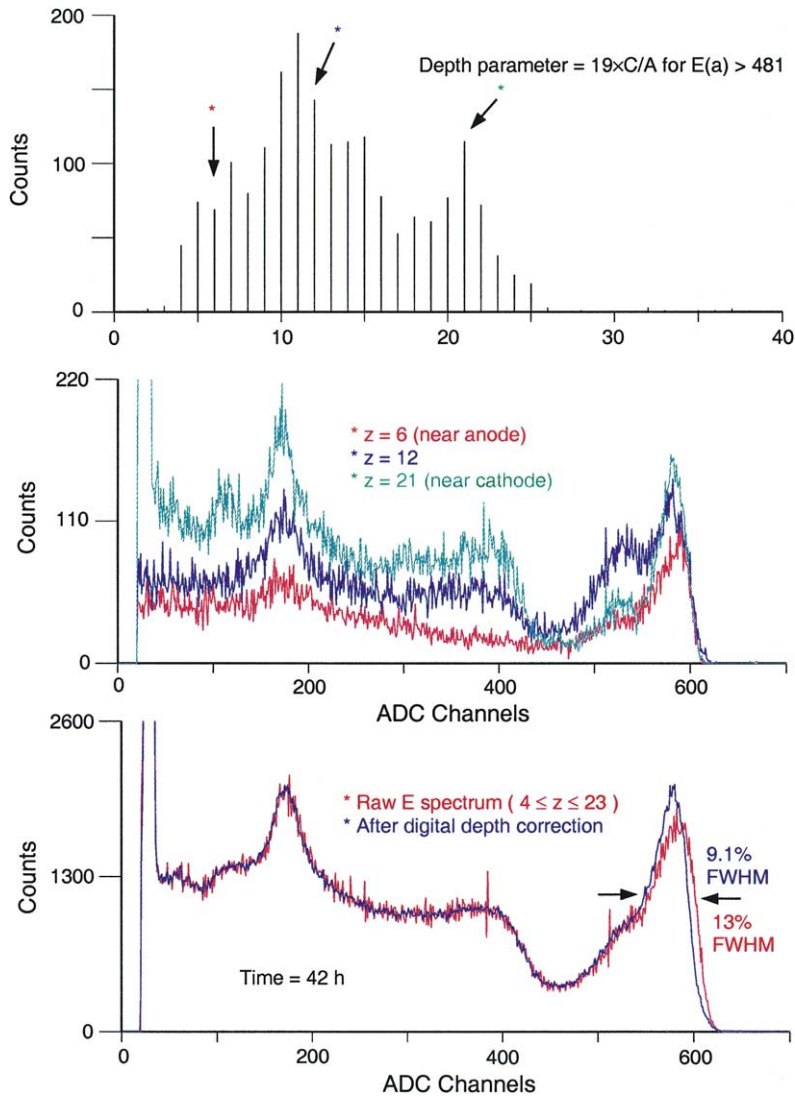 200
100
0
Counts
*
*
*
Depth parameter = 19×C/A for E(a) > 481
0
10
20
30
40
220
110
0
Counts
* z = 6 (near anode)
* z = 12
* z = 21 (near cathode)
0
200
400
600
ADC Channels
2600
1300
0
Counts
* Raw E spectrum ( 4 ≤ z ≤ 23 )
* After digital depth correction
9.1%
FWHM
13%
FWHM
Time = 42 h
0
200
400
600
ADC Channels